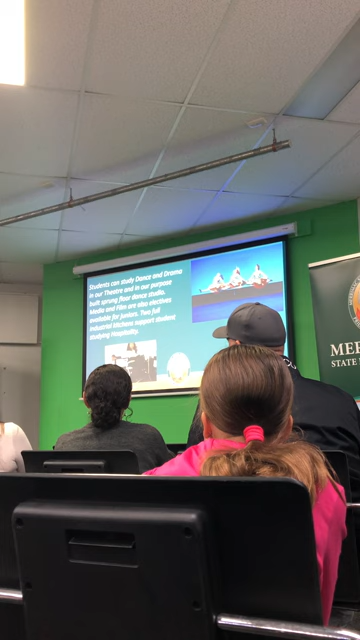 Students can study Dance and Drama
in our Theatre and in our purpose
built sprung floor dance studio.
Media and Film are also electives
available for juniors. Two full
industrial kitchens support student
studying Hospitality.
STATE